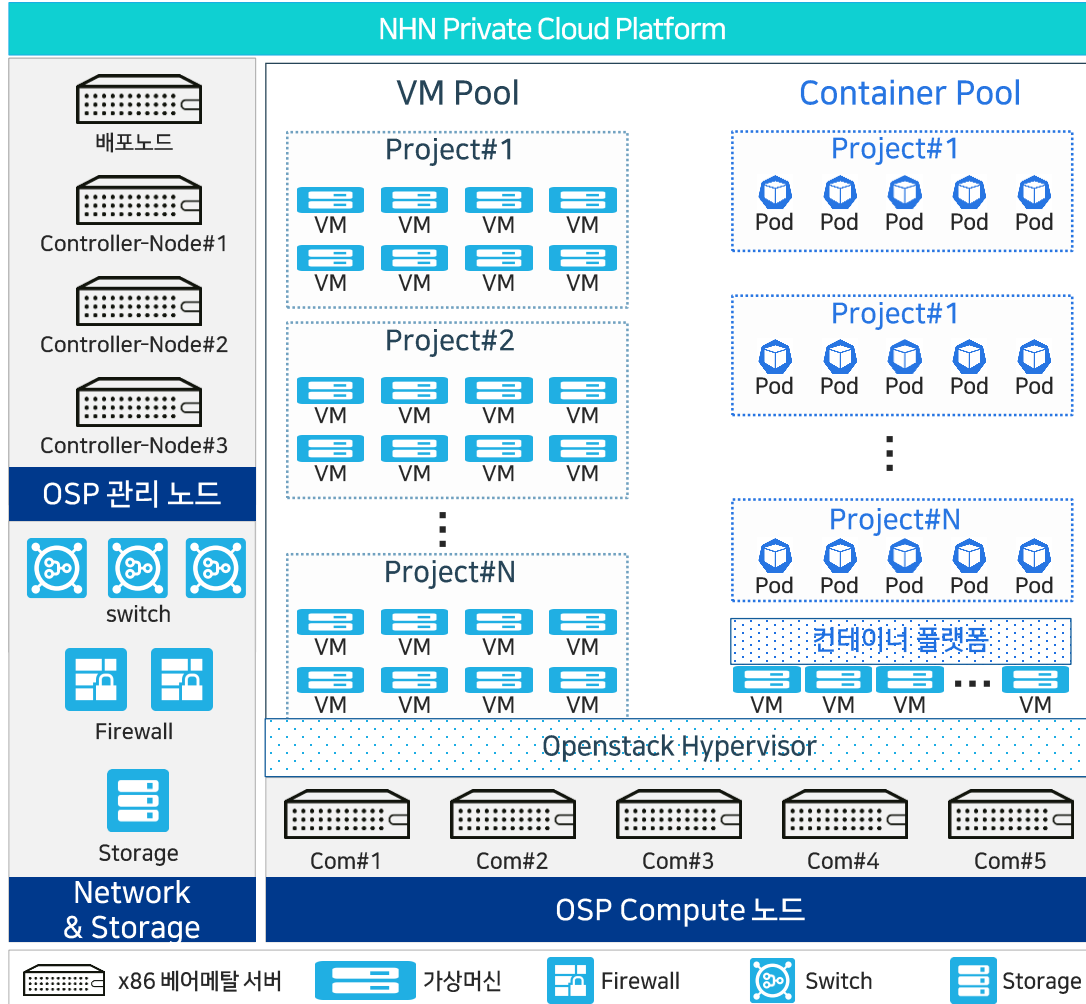 NHN Private Cloud Platform
배포노드
Controller-Node#1
Controller-Node#2
Controller-Node#3
OSP 관리 노드
switch
Firewall
Storage
Network
& Storage
VM Pool
Project#1
VM VM VM VM
VM VM VM VM
Project#2
VM VM VM VM
VM VM VM VM
Project#N
VM VM VM VM
VM VM VM VM
Container Pool
Project#1
Pod Pod Pod Pod Pod
Project#1
Pod Pod Pod Pod Pod
Project#N
Pod Pod Pod Pod Pod
컨테이너 플랫폼
VM VM VM VM
Openstack Hypervisor
Com#1 Com#2 Com#3 Com#4 Com#5
OSP Compute 노드
x86 베어메탈 서버 가상머신 Firewall Switch Storage